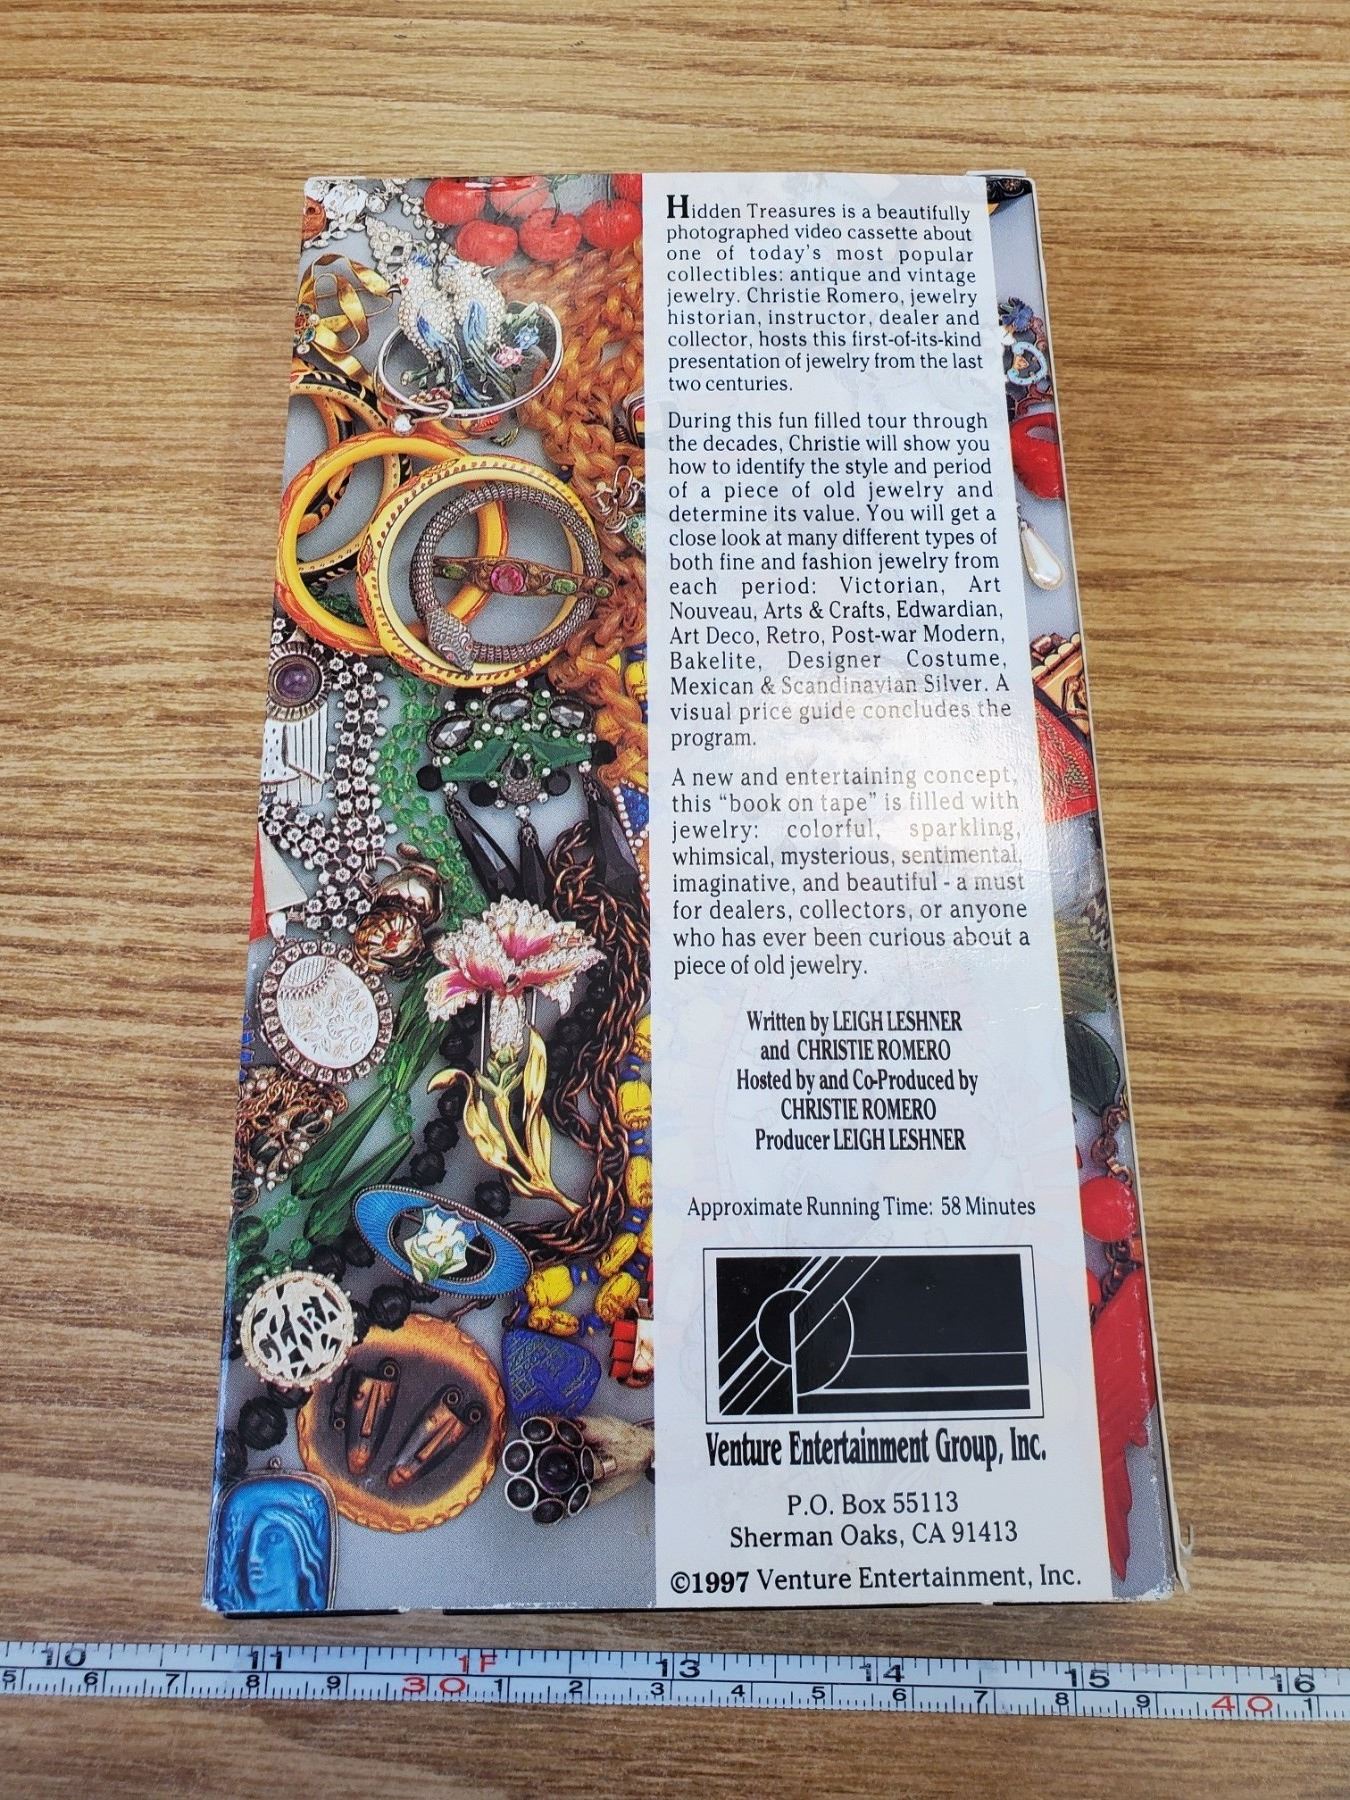 Hidden Treasures is a beautifully
photographed video cassette about
one of today's most popular
collectibles: antique and vintage
jewelry. Christie Romero, jewelry
historian, instructor, dealer and
collector, hosts this first-of-its-kind
presentation of jewelry from the last
two centuries.
During this fun filled tour through
the decades, Christie will show you
how to identify the style and period
of a piece of old jewelry and
determine its value. You will get a
close look at many different types of
both fine and fashion jewelry from
each period: Victorian, Art
Nouveau, Arts & Crafts, Edwardian,
Art Deco, Retro, Post-war Modern,
Bakelite, Designer Costume,
Mexican & Scandinavian Silver. A
visual price guide concludes the
program.
A new and entertaining concept,
this "book on tape" is filled with
jewelry: colorful, sparkling,
whimsical, mysterious, sentimental,
imaginative, and beautiful - a must
for dealers, collectors, or anyone
who has ever been curious about a
piece of old jewelry.
Written by LEIGH LESHNER
and CHRISTIE ROMERO
Hosted by and Co-Produced by
CHRISTIE ROMERO
Producer LEIGH LESHNER
Approximate Running Time: 58 Minutes
Venture Entertainment Group, Inc.
P.O. Box 55113
Sherman Oaks, CA 91413
©1997 Venture Entertainment, Inc.
10 11 1F 13 14 15 16
5 6 7 8 9 30 1 2 3 4 5 6 7 8 9 40 1